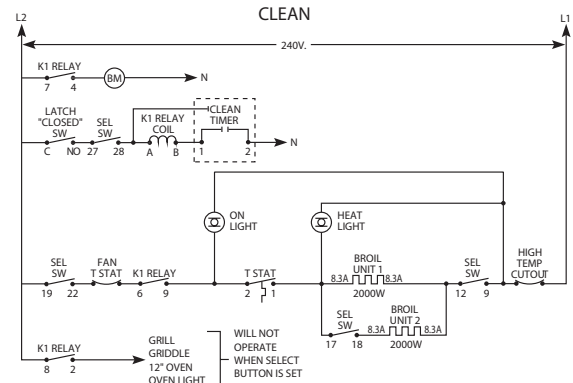 CLEAN
L2
L1
240V.
K1 RELAY
7 4
BM
N
LATCH
"CLOSED"
SW
C NO
SEL
SW
27 28
K1 RELAY
COIL
A B
CLEAN
TIMER
1 2
N
ON
LIGHT
HEAT
LIGHT
SEL
SW
19 22
FAN
T STAT
K1 RELAY
6 9
T STAT
2 1
BROIL
UNIT 1
8.3A 8.3A
2000W
SEL
SW
12 9
HIGH
TEMP
CUTOUT
SEL
SW
17 18
BROIL
UNIT 2
8.3A 8.3A
2000W
K1 RELAY
8 2
GRILL
GRIDDLE
12" OVEN
OVEN LIGHT
WILL NOT
OPERATE
WHEN SELECT
BUTTON IS SET